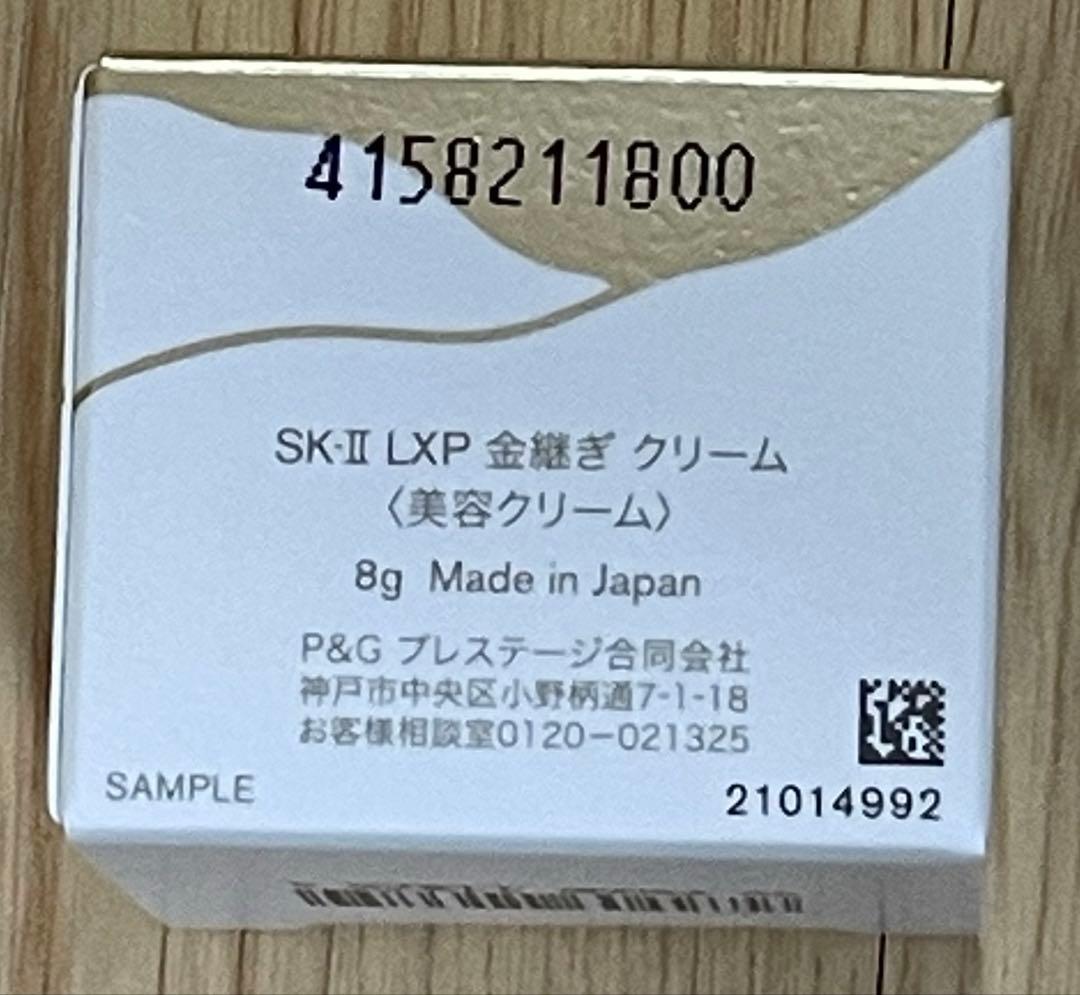 4158211800
SK-II LXP 金継ぎ クリーム
〈美容クリーム〉
8g Made in Japan
P&G プレステージ合同会社
神戸市中央区小野柄通7-1-18
お客様相談室0120-021325
SAMPLE
21014992